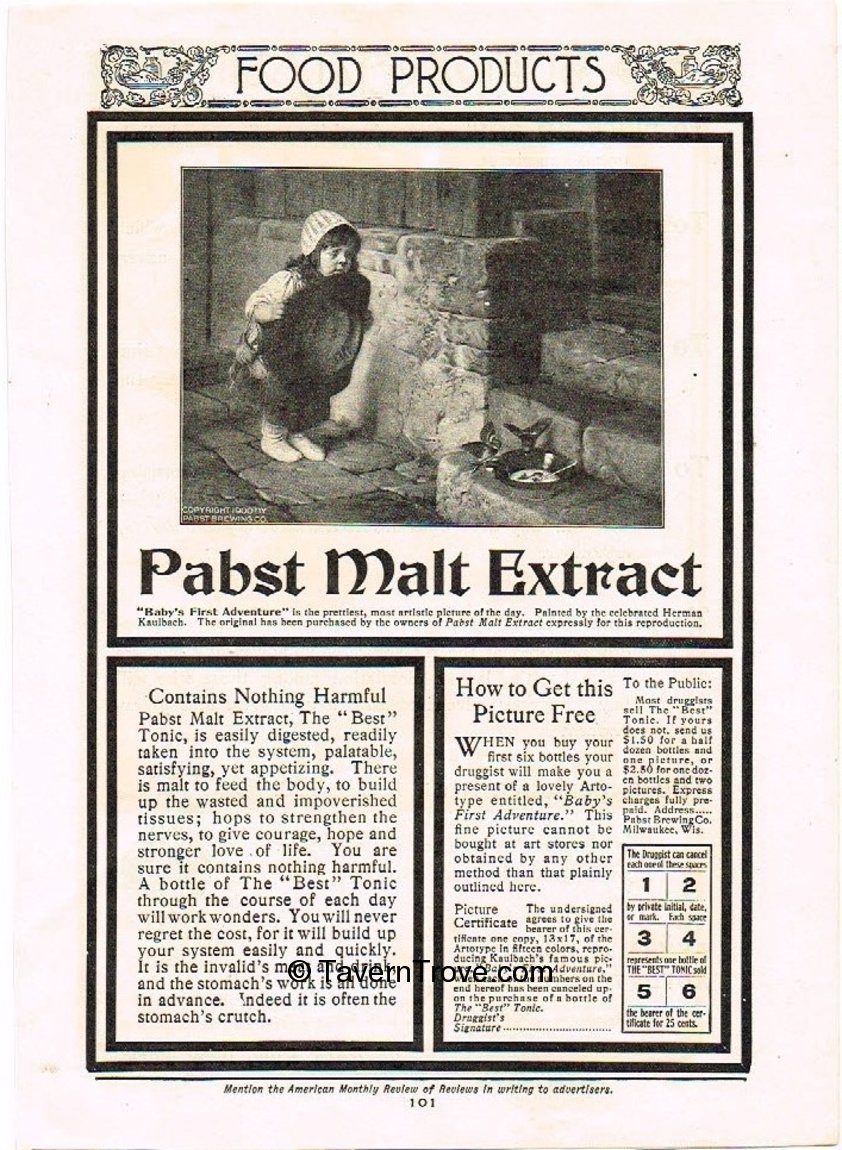 FOOD PRODUCTS
COPYRIGHT 1900 BY
PABST BREWING CO.
Pabst Malt Extract
"Baby's First Adventure" is the prettiest, most artistic picture of the day. Painted by the celebrated Herman
Kaulbach. The original has been purchased by the owners of Pabst Malt Extract expressly for this reproduction.
Contains Nothing Harmful
Pabst Malt Extract, The "Best"
Tonic, is easily digested, readily
taken into the system, palatable,
satisfying, yet appetizing. There
is malt to feed the body, to build
up the wasted and impoverished
tissues; hops to strengthen the
nerves, to give courage, hope and
stronger love of life. You are
sure it contains nothing harmful.
A bottle of The "Best" Tonic
through the course of each day
will work wonders. You will never
regret the cost, for it will build up
your system easily and quickly.
It is the invalid's meat and drink,
and the stomach's work is all done
in advance. Indeed it is often the
stomach's crutch.
How to Get this
Picture Free
WHEN you buy your
first six bottles your
druggist will make you a
present of a lovely Arto-
type entitled, "Baby's
First Adventure." This
fine picture cannot be
bought at art stores nor
obtained by any other
method than that plainly
outlined here.
Picture
Certificate
The undersigned
agrees to give the
bearer of this cer-
tificate one copy, 13x17, of the
Artotype in fifteen colors, repro-
ducing Kaulbach's famous pic-
Adventure,"
numbers on the
end hereof has been canceled up-
on the purchase of a bottle of
The "Best" Tonic.
Druggist's
Signature
To the Public:
Most druggists
sell The "Best"
Tonic. If yours
does not, send us
$1.50 for a half
dozen bottles and
one picture, or
$2.50 for one doz-
en bottles and two
pictures. Express
charges fully pre-
paid. Address.....
Pabst Brewing Co.
Milwaukee, Wis.
The Druggist can cancel
each one of these spaces
1 2
by private initial, date,
or mark. Each space
3 4
represents one bottle of
THE "BEST" TONIC sold
5 6
the bearer of the cer-
tificate for 25 cents.
© TavernTrove.com
Mention the American Monthly Review of Reviews in writing to advertisers.
101